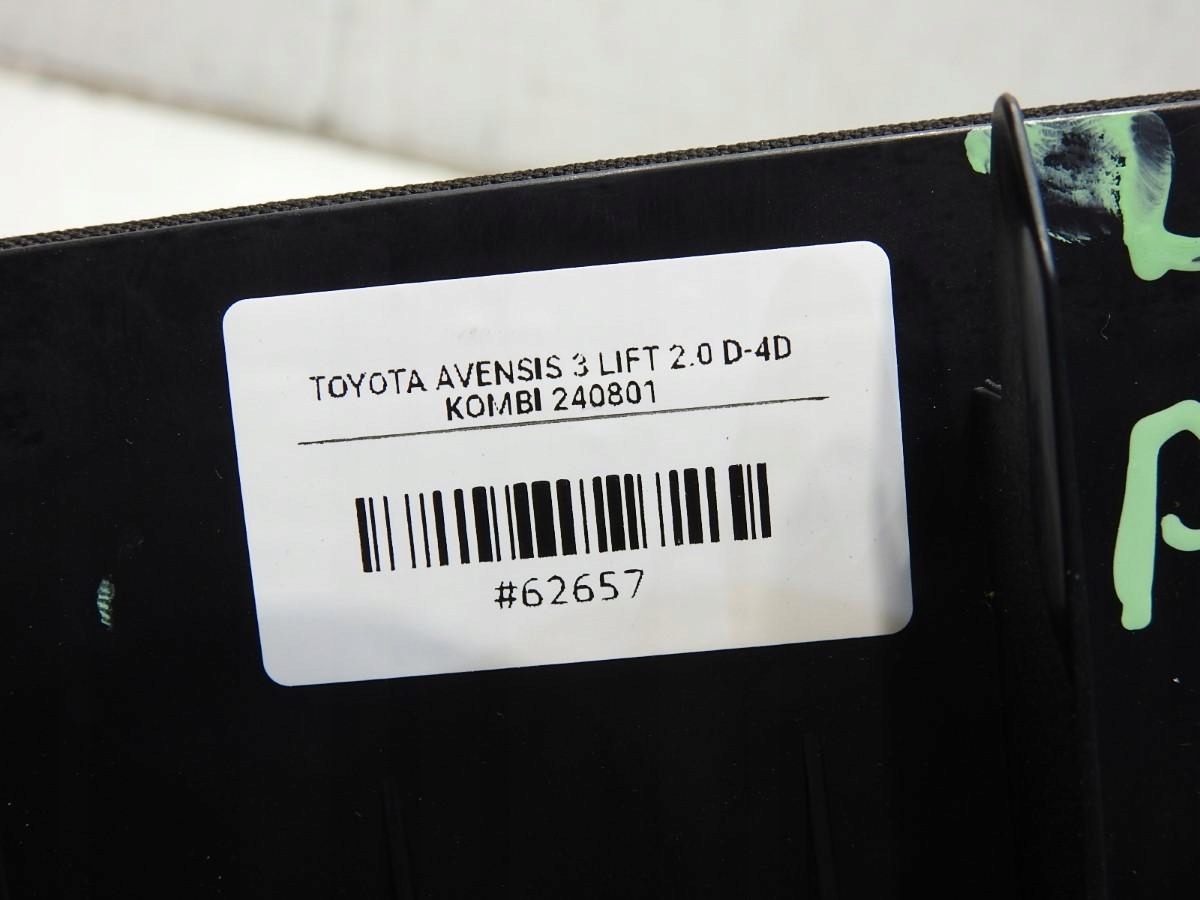 TOYOTA AVENSIS 3 LIFT 2.0 D-4D
KOMBI 240801
#62657